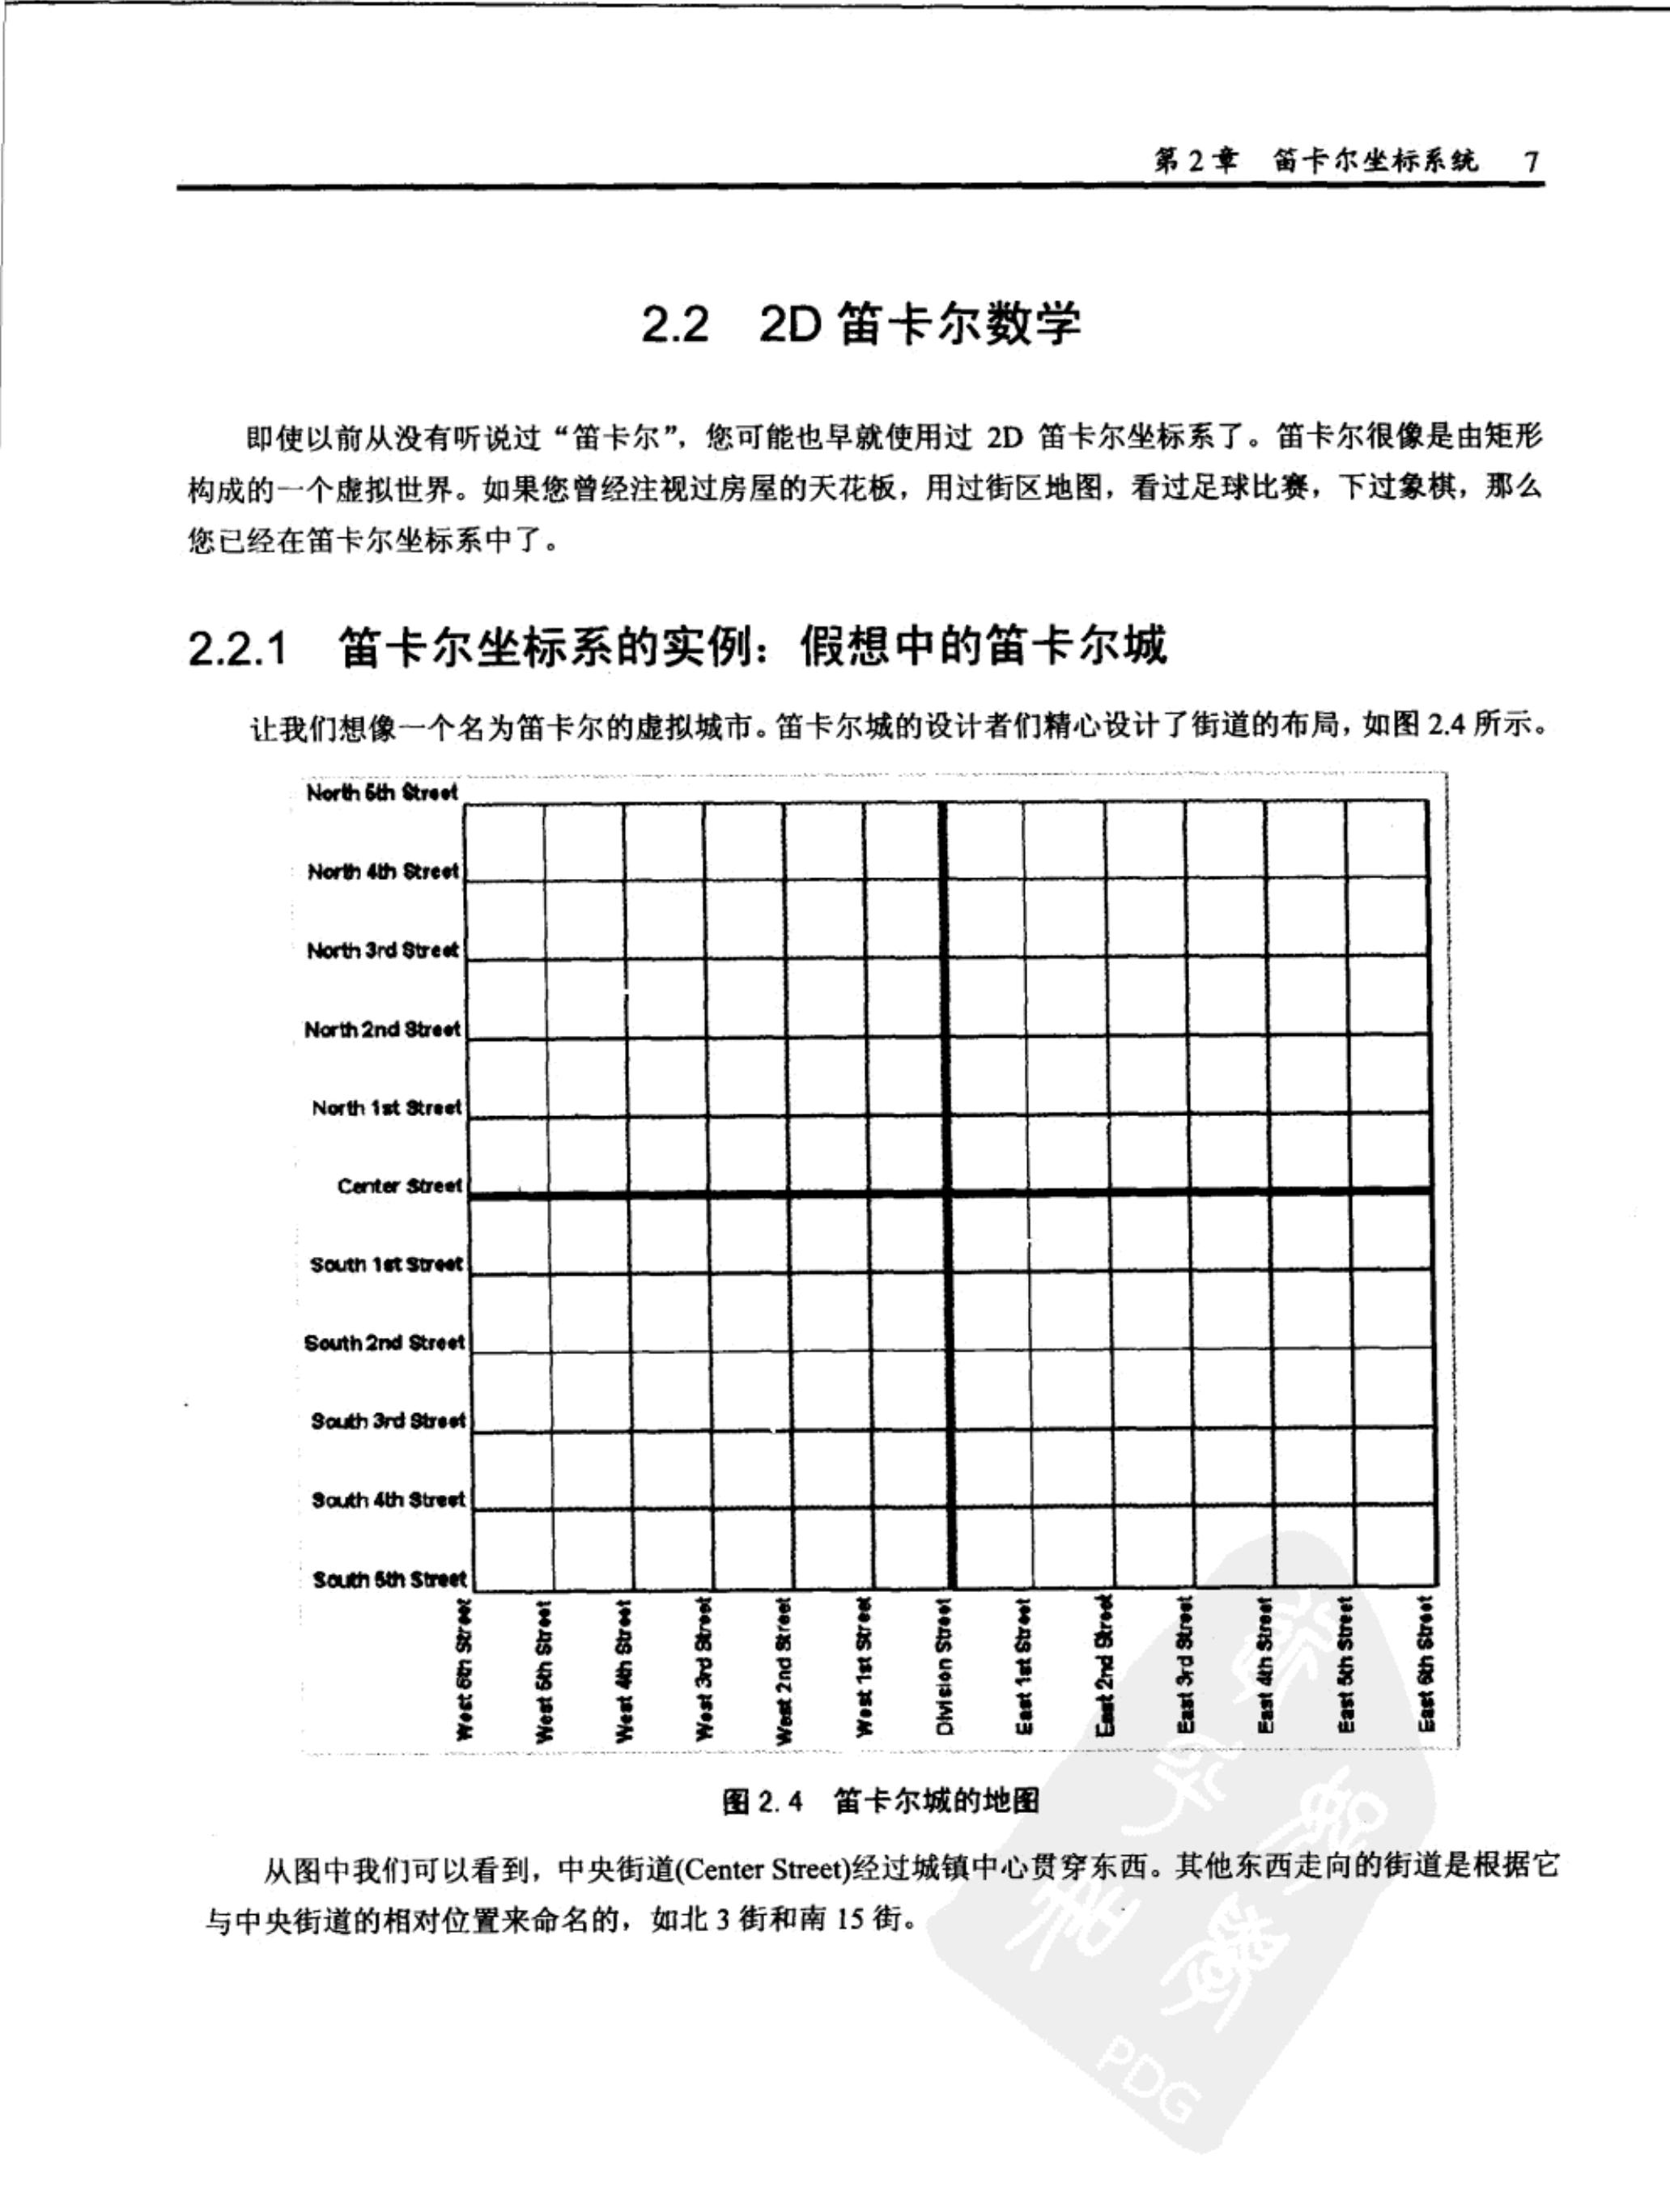 第 2 章 笛卡尔坐标系统 7
2.2 2D 笛卡尔数学
即使以前从没有听说过“笛卡尔”，您可能也早就使用过 2D 笛卡尔坐标系了。笛卡尔很像是由矩形
构成的一个虚拟世界。如果您曾经注视过房屋的天花板，用过街区地图，看过足球比赛，下过象棋，那么
您已经在笛卡尔坐标系中了。
2.2.1 笛卡尔坐标系的实例：假想中的笛卡尔城
让我们想像一个名为笛卡尔的虚拟城市。笛卡尔城的设计者们精心设计了街道的布局，如图 2.4 所示。
North 5th Street
North 4th Street
North 3rd Street
North 2nd Street
North 1st Street
Center Street
South 1st Street
South 2nd Street
South 3rd Street
South 4th Street
South 5th Street
West 6th Street
West 5th Street
West 4th Street
West 3rd Street
West 2nd Street
West 1st Street
Division Street
East 1st Street
East 2nd Street
East 3rd Street
East 4th Street
East 5th Street
East 6th Street
图 2.4 笛卡尔城的地图
从图中我们可以看到，中央街道(Center Street)经过城镇中心贯穿东西。其他东西走向的街道是根据它
与中央街道的相对位置来命名的，如北 3 街和南 15 街。
PDG